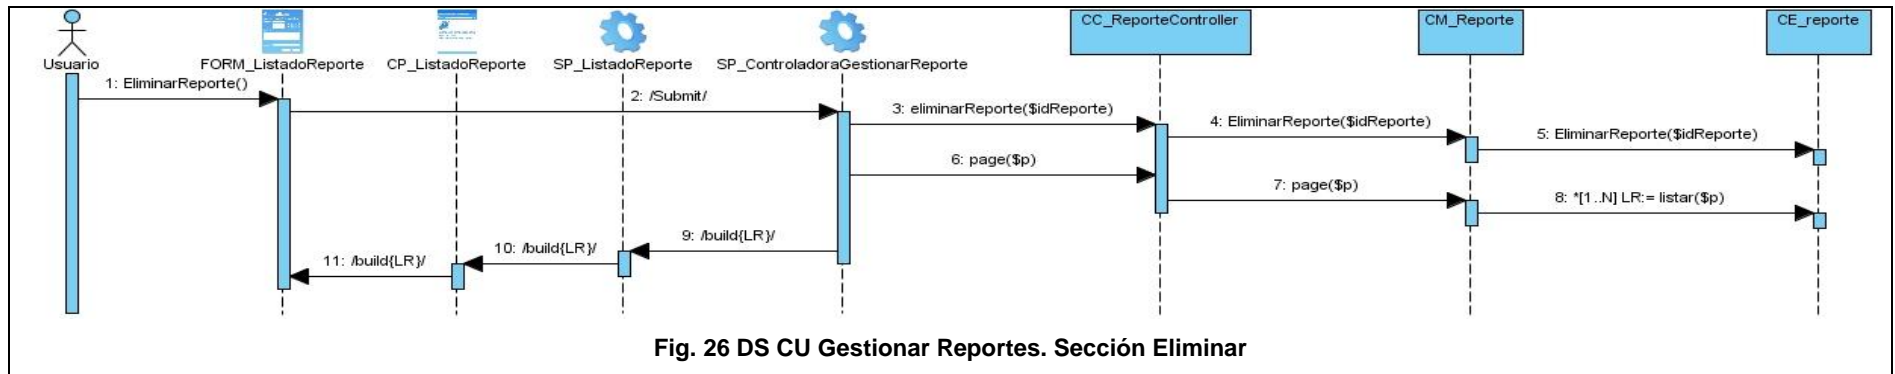 CC_ReporteController
CM_Reporte
CE_reporte
Usuario
FORM_ListadoReporte
CP_ListadoReporte
SP_ListadoReporte
SP_ControladoraGestionarReporte
1: EliminarReporte()
2: /Submit/
3: eliminarReporte($idReporte)
4: EliminarReporte($idReporte)
5: EliminarReporte($idReporte)
6: page($p)
7: page($p)
8: *[1..N] LR:= listar($p)
9: /build{LR}/
10: /build{LR}/
11: /build{LR}/
Fig. 26 DS CU Gestionar Reportes. Sección Eliminar